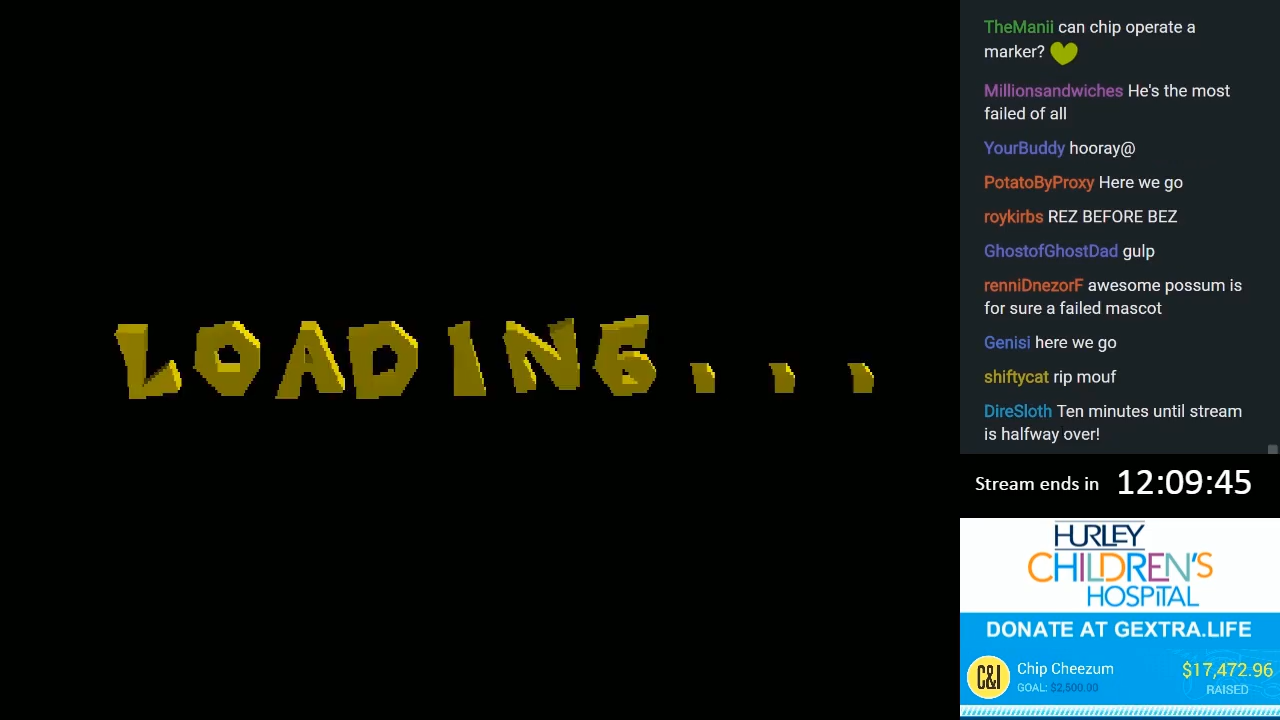 LOADING...
TheManii can chip operate a
marker?
Millionsandwiches He's the most
failed of all
YourBuddy hooray@
PotatoByProxy Here we go
roykirbs REZ BEFORE BEZ
GhostofGhostDad gulp
renniDnezorF awesome possum is
for sure a failed mascot
Genisi here we go
shiftycat rip mouf
DireSloth Ten minutes until stream
is halfway over!
Stream ends in 12:09:45
HURLEY
CHILDREN'S
HOSPITAL
DONATE AT GEXTRA.LIFE
C&I
Chip Cheezum $17,472.96
GOAL: $2,500.00 RAISED